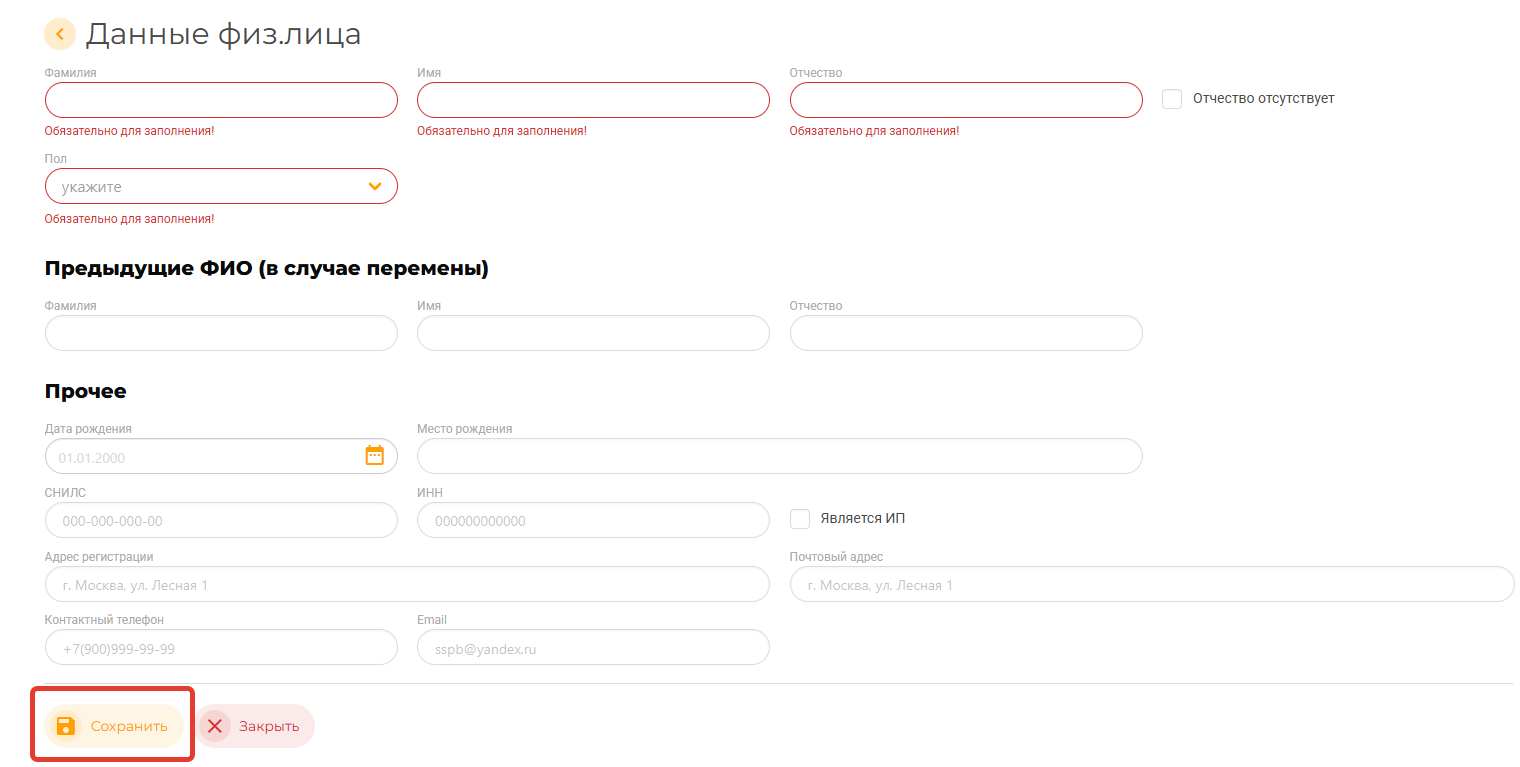 Данные физ.лица
Фамилия Имя Отчество
Отчество отсутствует
Обязательно для заполнения! Обязательно для заполнения! Обязательно для заполнения!
Пол
укажите
Обязательно для заполнения!
Предыдущие ФИО (в случае перемены)
Фамилия Имя Отчество
Прочее
Дата рождения Место рождения
01.01.2000
СНИЛС ИНН
000-000-000-00 000000000000 Является ИП
Адрес регистрации Почтовый адрес
г. Москва, ул. Лесная 1 г. Москва, ул. Лесная 1
Контактный телефон Email
+7(900)999-99-99 sspb@yandex.ru
Сохранить Закрыть